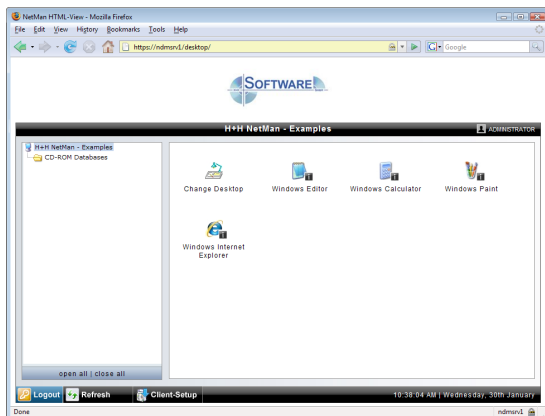 NetMan HTML-View - Mozilla Firefox
File Edit View History Bookmarks Tools Help
https://ndmsrv1/desktop/
Google
SOFTWARE
H+H NetMan - Examples
ADMINISTRATOR
H+H NetMan - Examples
CD-ROM Databases
Change Desktop Windows Editor Windows Calculator Windows Paint
Windows Internet
Explorer
open all | close all
Logout Refresh Client-Setup 10:38:04 AM | Wednesday, 30th January
Done ndmsrv1